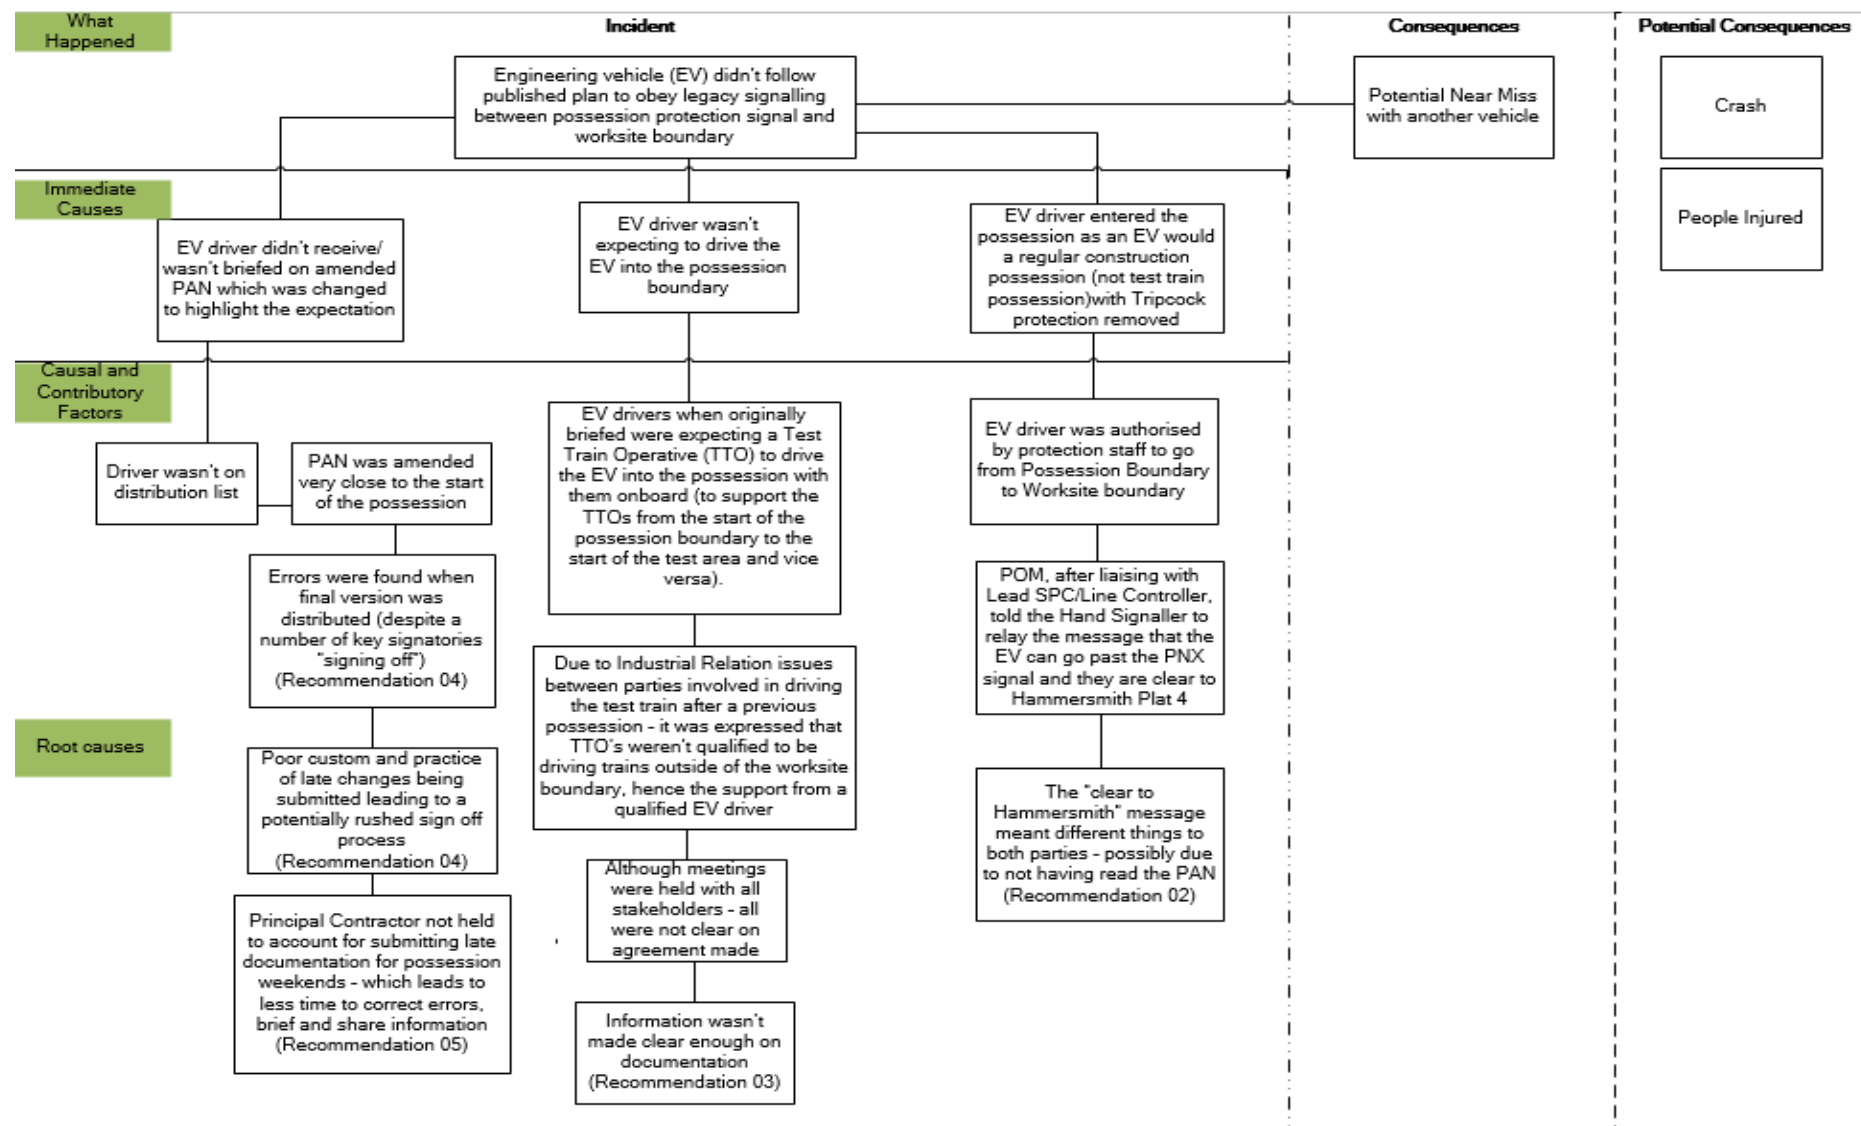 What
Happened
Incident
Consequences
Potential Consequences
Engineering vehicle (EV) didn't follow
published plan to obey legacy signalling
between possession protection signal and
worksite boundary
Potential Near Miss
with another vehicle
Crash
People Injured
Immediate
Causes
EV driver didn't receive/
wasn't briefed on amended
PAN which was changed
to highlight the expectation
EV driver wasn't
expecting to drive the
EV into the possession
boundary
EV driver entered the
possession as an EV would
a regular construction
possession (not test train
possession)with Tripcock
protection removed
Causal and
Contributory
Factors
Driver wasn't on
distribution list
PAN was amended
very close to the start
of the possession
EV drivers when originally
briefed were expecting a Test
Train Operative (TTO) to drive
the EV into the possession with
them onboard (to support the
TTOs from the start of the
possession boundary to the
start of the test area and vice
versa).
EV driver was authorised
by protection staff to go
from Possession Boundary
to Worksite boundary
Errors were found when
final version was
distributed (despite a
number of key signatories
"signing off")
(Recommendation 04)
POM, after liaising with
Lead SPC/Line Controller,
told the Hand Signaller to
relay the message that the
EV can go past the PNX
signal and they are clear to
Hammersmith Plat 4
Due to Industrial Relation issues
between parties involved in driving
the test train after a previous
possession - it was expressed that
TTO's weren't qualified to be
driving trains outside of the worksite
boundary, hence the support from a
qualified EV driver
Root causes
Poor custom and practice
of late changes being
submitted leading to a
potentially rushed sign off
process
(Recommendation 04)
The "clear to
Hammersmith" message
meant different things to
both parties - possibly due
to not having read the PAN
(Recommendation 02)
Although meetings
were held with all
stakeholders - all
were not clear on
agreement made
Principal Contractor not held
to account for submitting late
documentation for possession
weekends - which leads to
less time to correct errors,
brief and share information
(Recommendation 05)
Information wasn't
made clear enough on
documentation
(Recommendation 03)